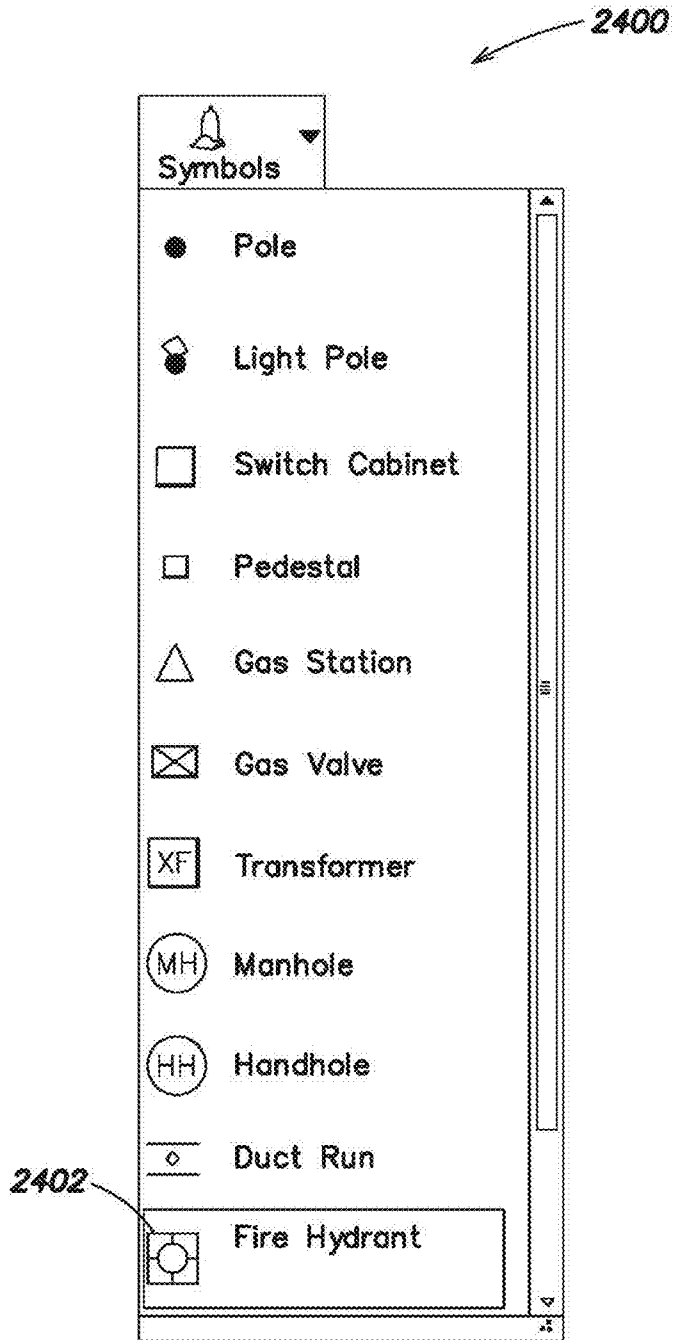 2400
Symbols
Pole
Light Pole
Switch Cabinet
Pedestal
Gas Station
Gas Valve
XF Transformer
MH Manhole
HH Handhole
Duct Run
2402
Fire Hydrant